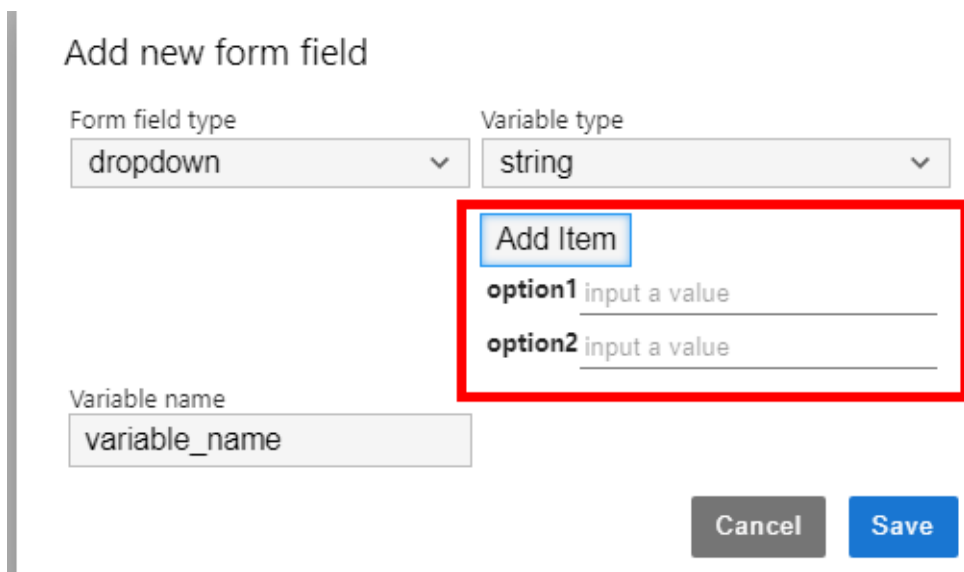 Add new form field
Form field type
Variable type
dropdown
string
Add Item
option1 input a value
option2 input a value
Variable name
variable_name
Cancel
Save